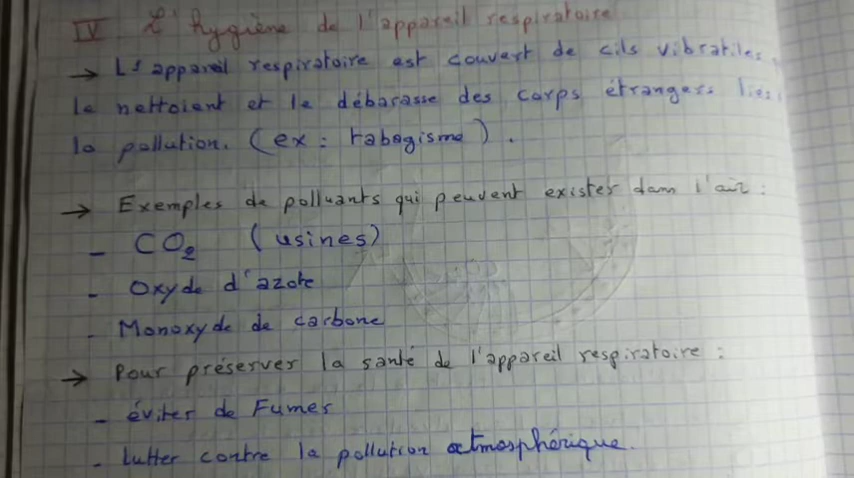 IV. L'hygiène de l'appareil respiratoire
→ L'appareil respiratoire est couvert de cils vibratiles,
le nettoient et le débarasse des corps étrangers liés
la pollution. (ex : tabagisme).
→ Exemples de polluants qui peuvent exister dans l'air :
- CO₂ (usines)
- Oxyde d'azote
- Monoxyde de carbone
→ Pour préserver la santé de l'appareil respiratoire :
- éviter de Fumer
- lutter contre la pollution atmosphérique.